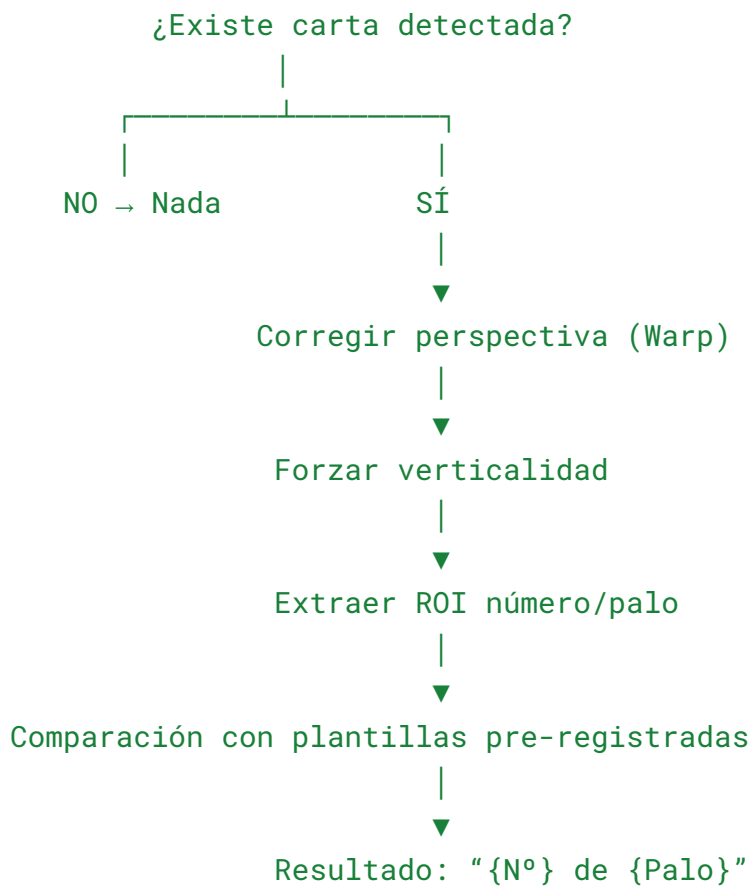 ¿Existe carta detectada?
NO → Nada SÍ
Corregir perspectiva (Warp)
Forzar verticalidad
Extraer ROI número/palo
Comparación con plantillas pre-registradas
Resultado: “{Nº} de {Palo}”